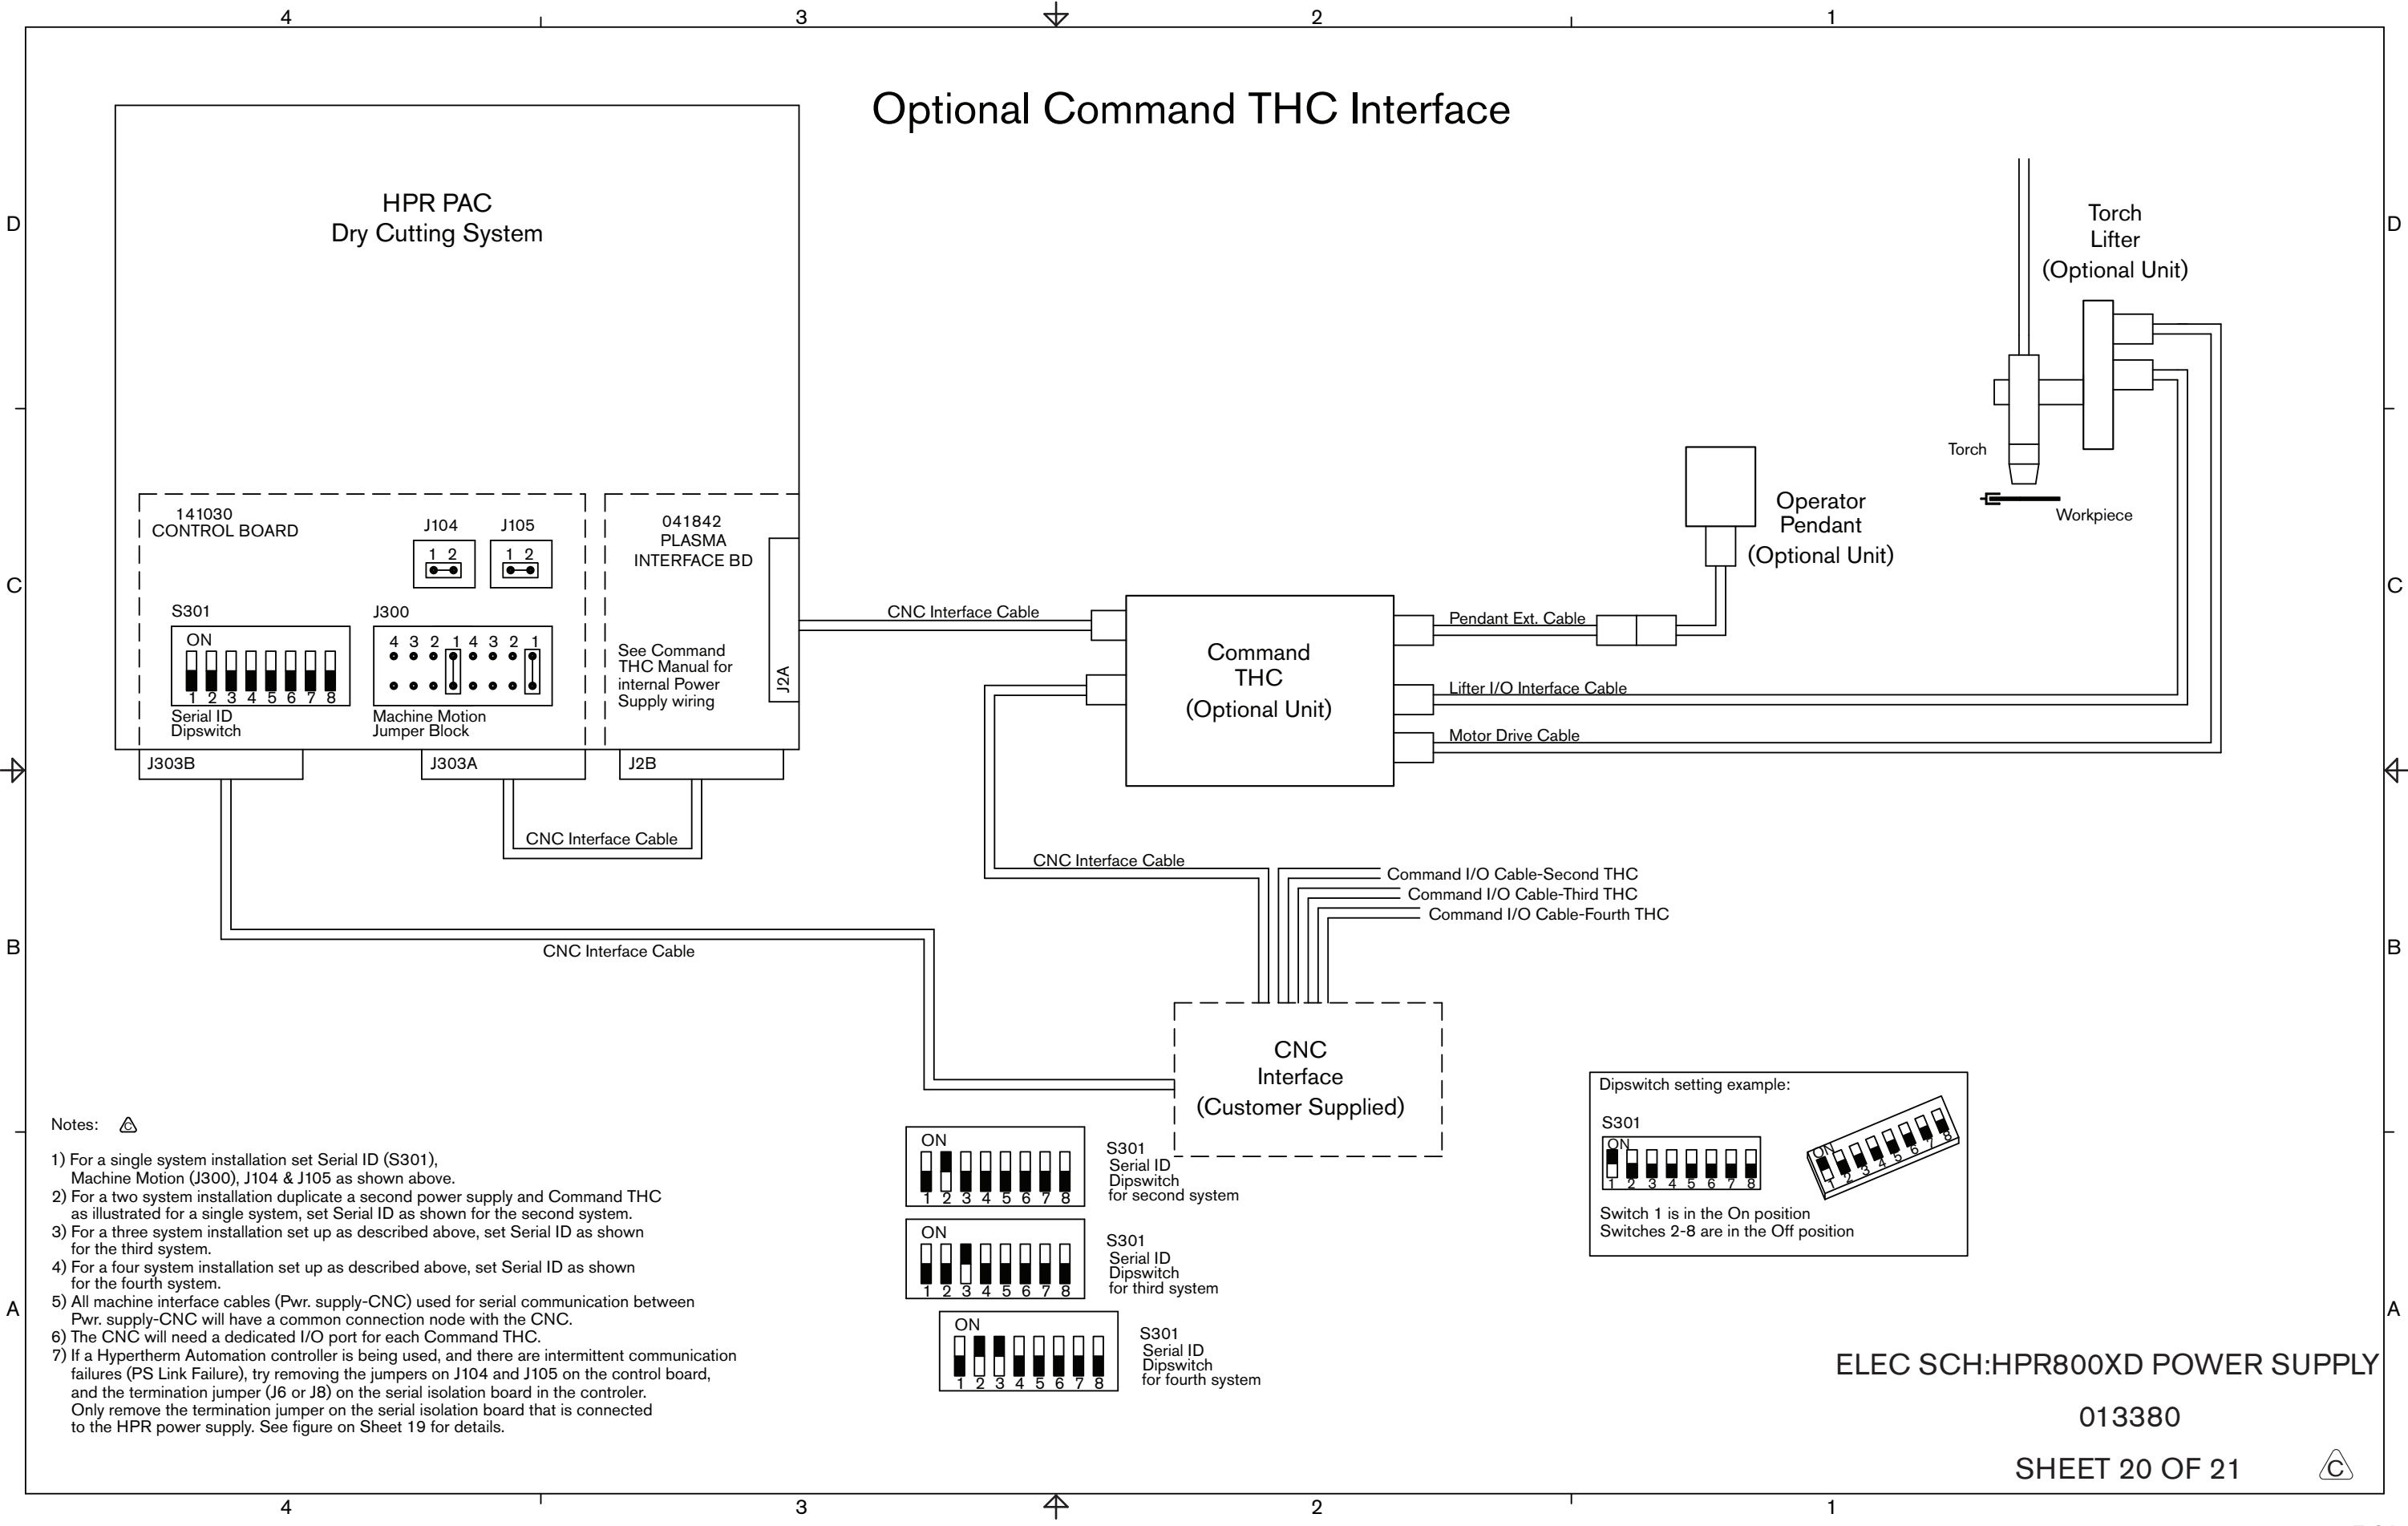 4 3 2 1
Optional Command THC Interface
HPR PAC
Dry Cutting System
D
D
Torch
Lifter
(Optional Unit)
Torch
Workpiece
Operator
Pendant
(Optional Unit)
141030
CONTROL BOARD
J104
1 2
J105
1 2
041842
PLASMA
INTERFACE BD
C
C
S301
ON
1 2 3 4 5 6 7 8
Serial ID
Dipswitch
J300
4 3 2 1 4 3 2 1
Machine Motion
Jumper Block
See Command
THC Manual for
internal Power
Supply wiring
J2A
CNC Interface Cable
Command
THC
(Optional Unit)
Pendant Ext. Cable
Lifter I/O Interface Cable
Motor Drive Cable
J303B
J303A
J2B
CNC Interface Cable
CNC Interface Cable
Command I/O Cable-Second THC
Command I/O Cable-Third THC
Command I/O Cable-Fourth THC
B
B
CNC Interface Cable
CNC
Interface
(Customer Supplied)
Notes: C
1) For a single system installation set Serial ID (S301),
Machine Motion (J300), J104 & J105 as shown above.
2) For a two system installation duplicate a second power supply and Command THC
as illustrated for a single system, set Serial ID as shown for the second system.
3) For a three system installation set up as described above, set Serial ID as shown
for the third system.
4) For a four system installation set up as described above, set Serial ID as shown
for the fourth system.
5) All machine interface cables (Pwr. supply-CNC) used for serial communication between
Pwr. supply-CNC will have a common connection node with the CNC.
6) The CNC will need a dedicated I/O port for each Command THC.
7) If a Hypertherm Automation controller is being used, and there are intermittent communication
failures (PS Link Failure), try removing the jumpers on J104 and J105 on the control board,
and the termination jumper (J6 or J8) on the serial isolation board in the controler.
Only remove the termination jumper on the serial isolation board that is connected
to the HPR power supply. See figure on Sheet 19 for details.
ON
1 2 3 4 5 6 7 8
S301
Serial ID
Dipswitch
for second system
ON
1 2 3 4 5 6 7 8
S301
Serial ID
Dipswitch
for third system
ON
1 2 3 4 5 6 7 8
S301
Serial ID
Dipswitch
for fourth system
Dipswitch setting example:
S301
ON
1 2 3 4 5 6 7 8
ON
1 2 3 4 5 6 7 8
Switch 1 is in the On position
Switches 2-8 are in the Off position
A
A
ELEC SCH:HPR800XD POWER SUPPLY
013380
SHEET 20 OF 21
C
4 3 2 1